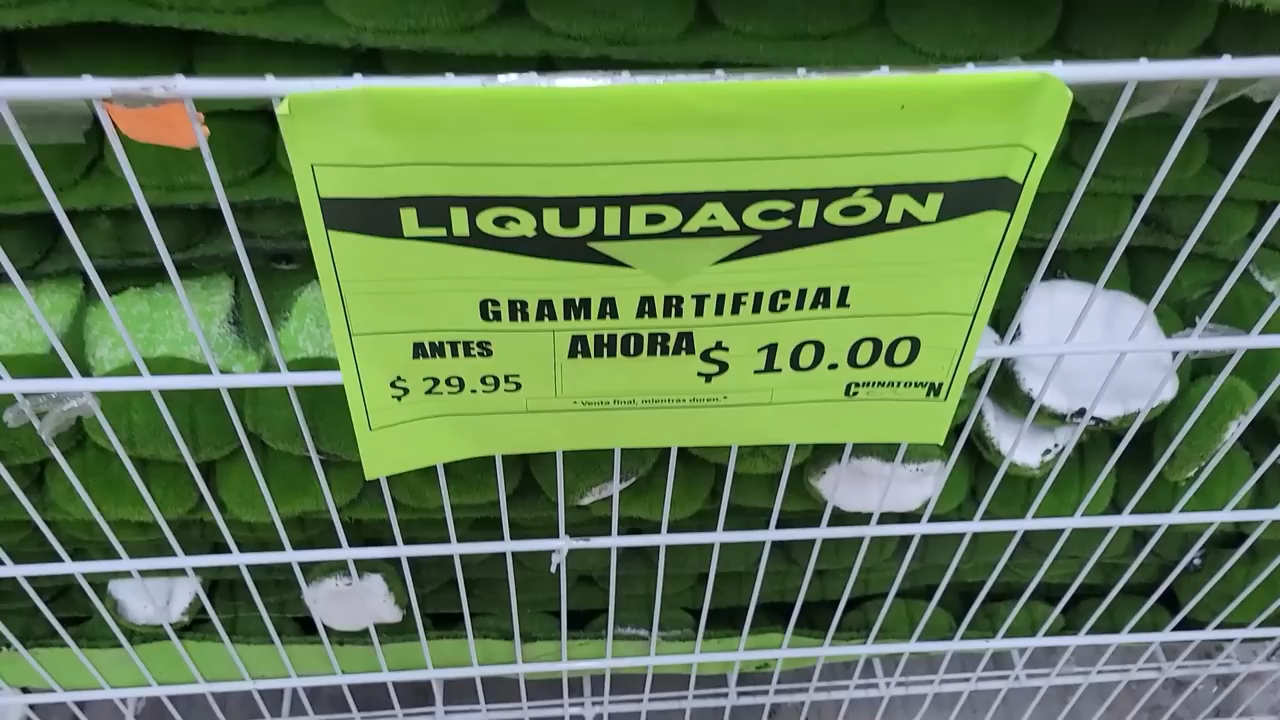 LIQUIDACIÓN
GRAMA ARTIFICIAL
ANTES
$ 29.95
AHORA $ 10.00
* Venta final, mientras duren. *
CHINATOWN